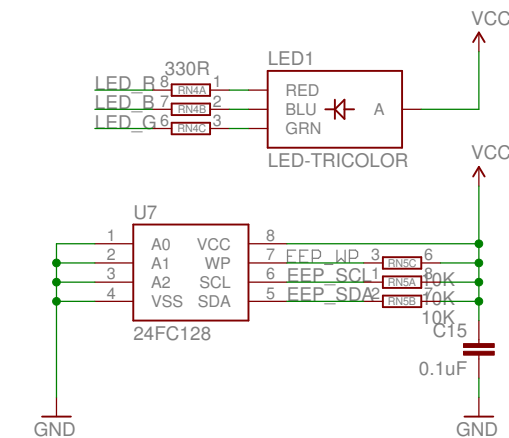 VCC
330R
LED1
LED_R 8 RN4A 1 RED
LED_B 7 RN4B 2 BLU A
LED_G 6 RN4C 3 GRN
LED-TRICOLOR
VCC
U7
1 A0 VCC 8
2 A1 WP 7 EEP_WP 3 RN5C 6
3 A2 SCL 6 EEP_SCL 1 RN5A 8 10K
4 VSS SDA 5 EEP_SDA 2 RN5B 7 10K
10K
24FC128
C15
0.1uF
GND
GND